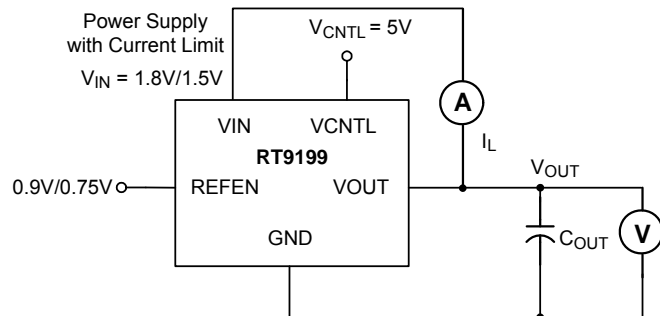 Power Supply
with Current Limit
V_IN = 1.8V/1.5V
V_CNTL = 5V
A
I_L
VIN
VCNTL
RT9199
0.9V/0.75V
REFEN
VOUT
GND
V_OUT
C_OUT
V